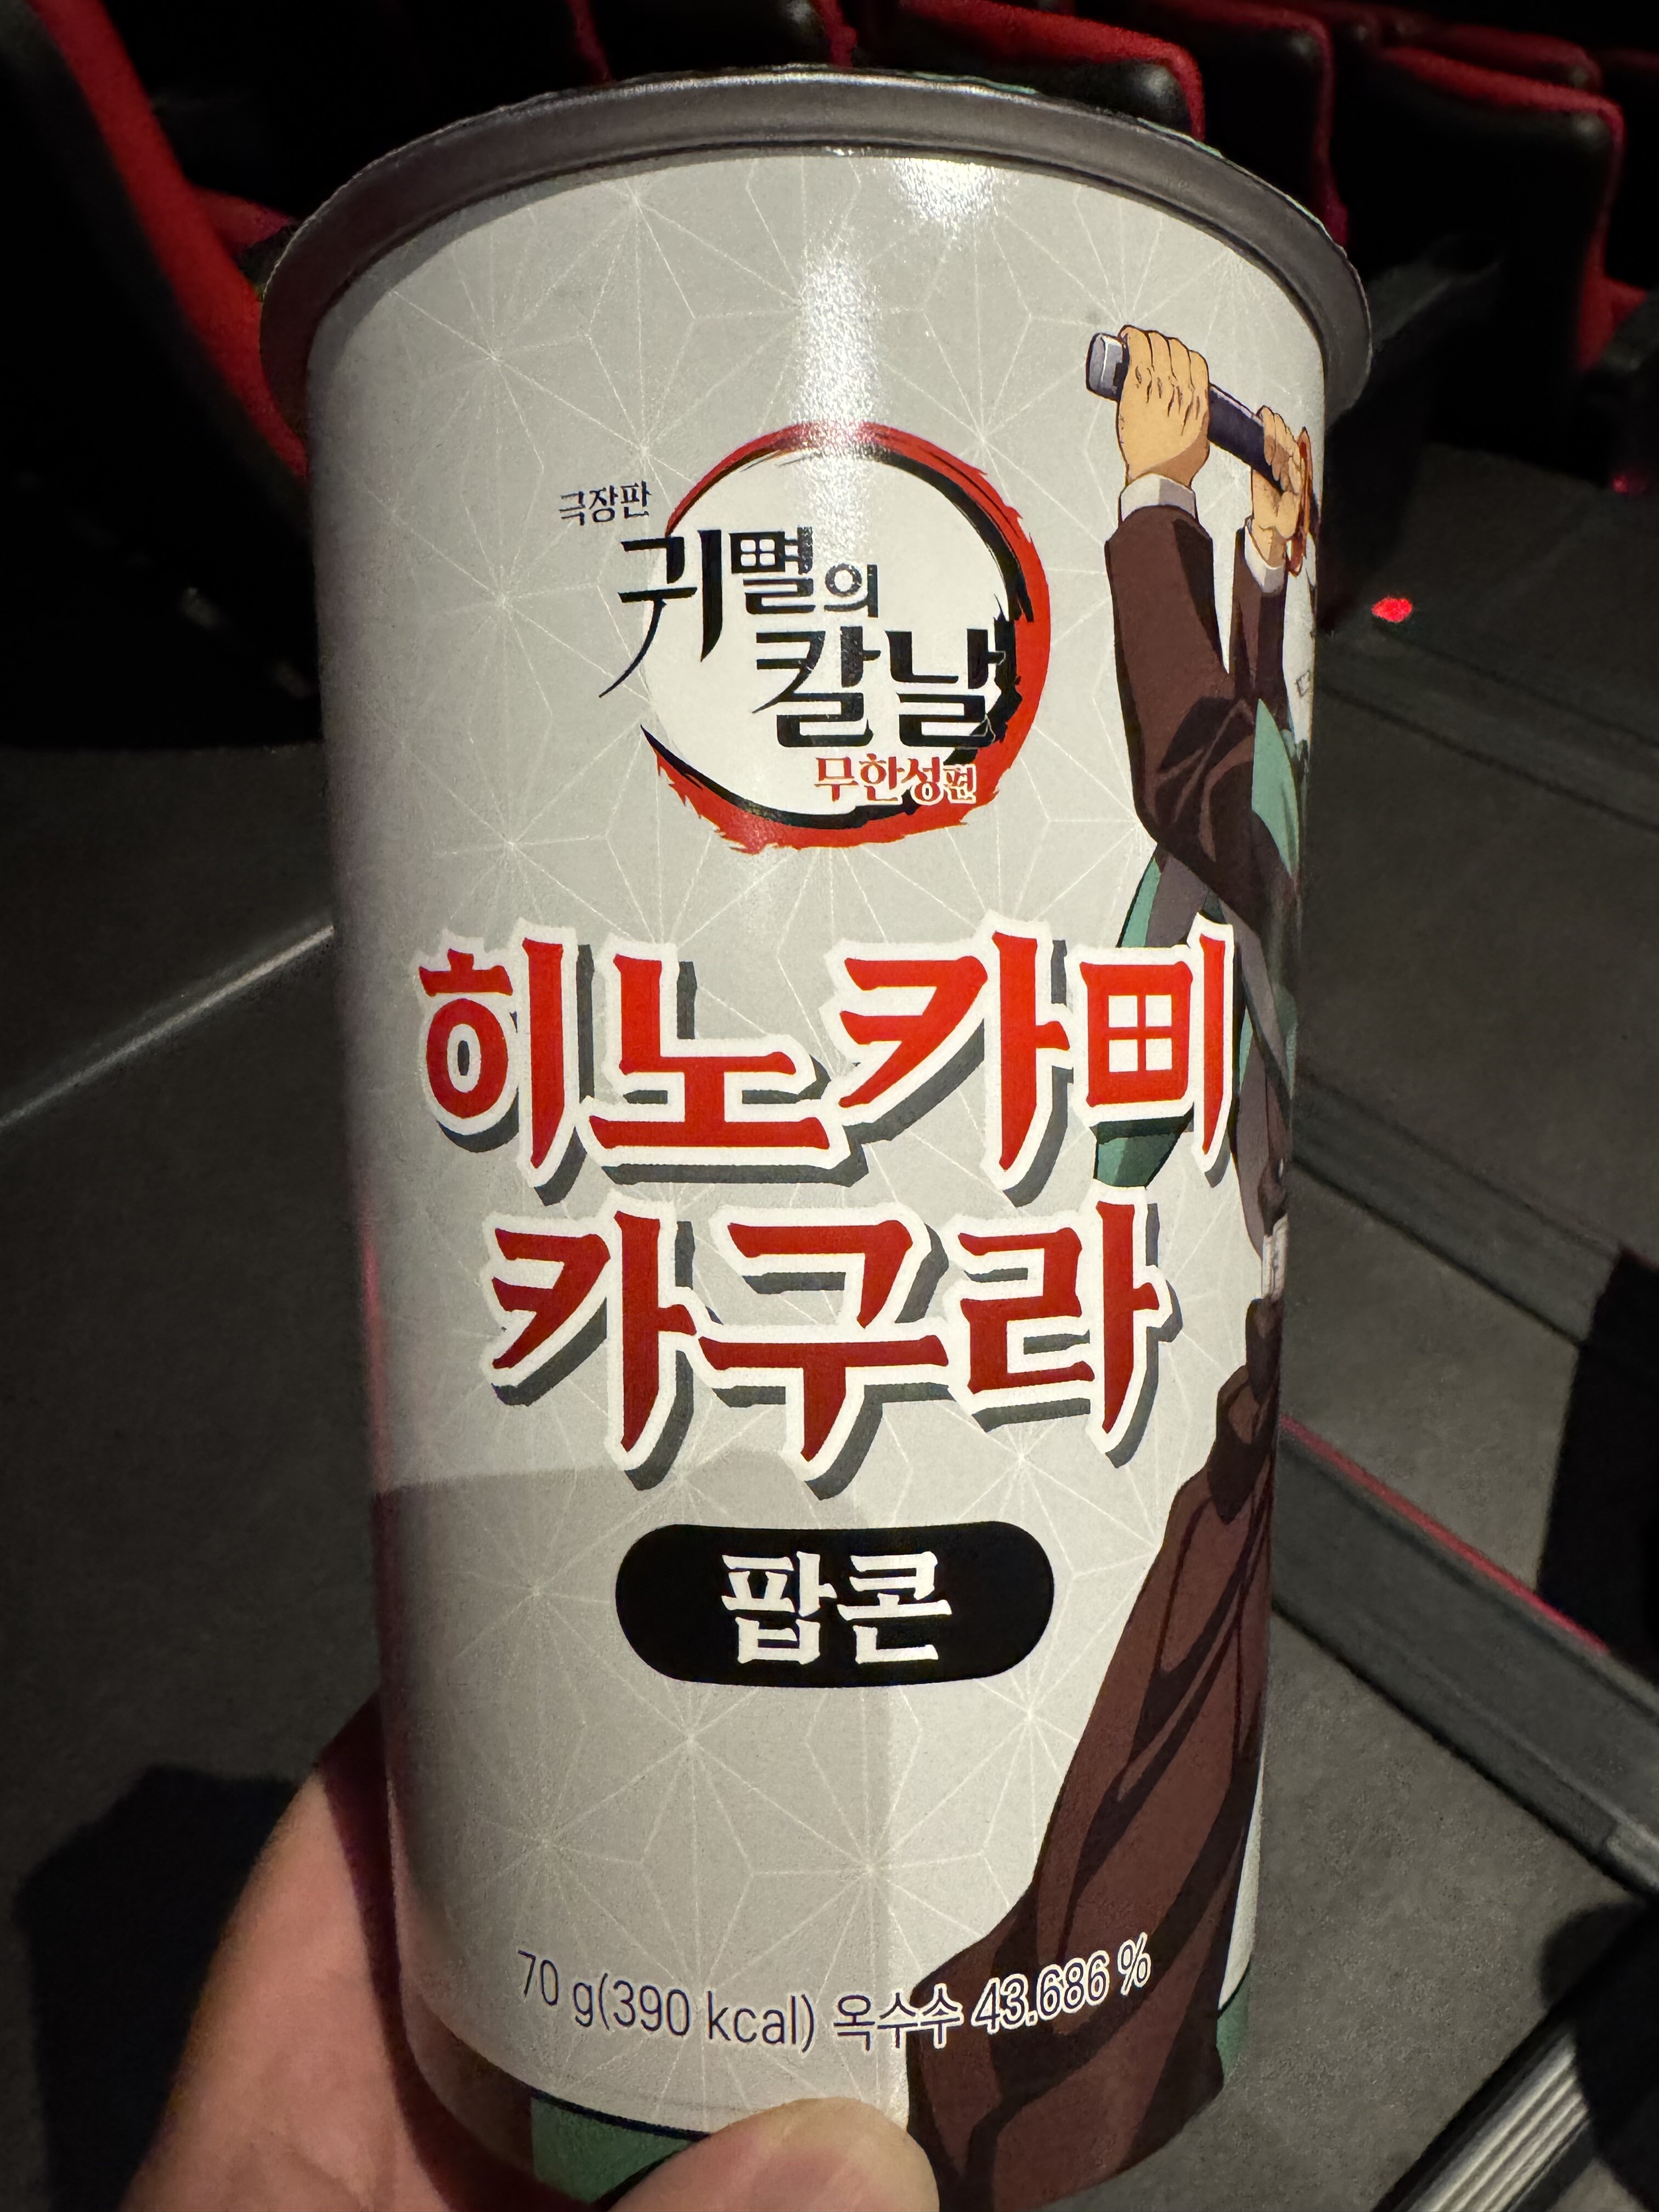 극장판
귀멸의
칼날
무한성편
히노카미
카구라
팝콘
70 g(390 kcal) 옥수수 43.686 %